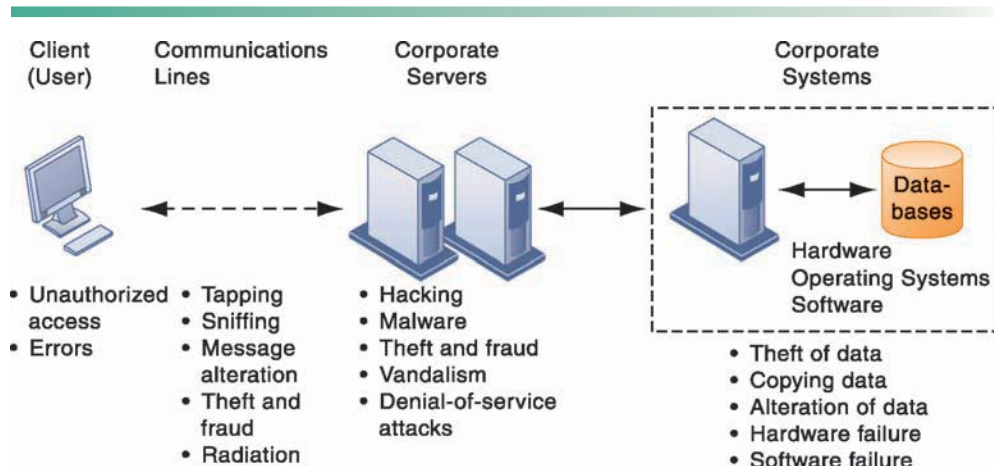 Client
(User)
Communications
Lines
Corporate
Servers
Corporate
Systems
Data-
bases
Hardware
Operating Systems
Software
• Unauthorized
access
• Errors
• Tapping
• Sniffing
• Message
alteration
• Theft and
fraud
• Radiation
• Hacking
• Malware
• Theft and fraud
• Vandalism
• Denial-of-service
attacks
• Theft of data
• Copying data
• Alteration of data
• Hardware failure
• Software failure